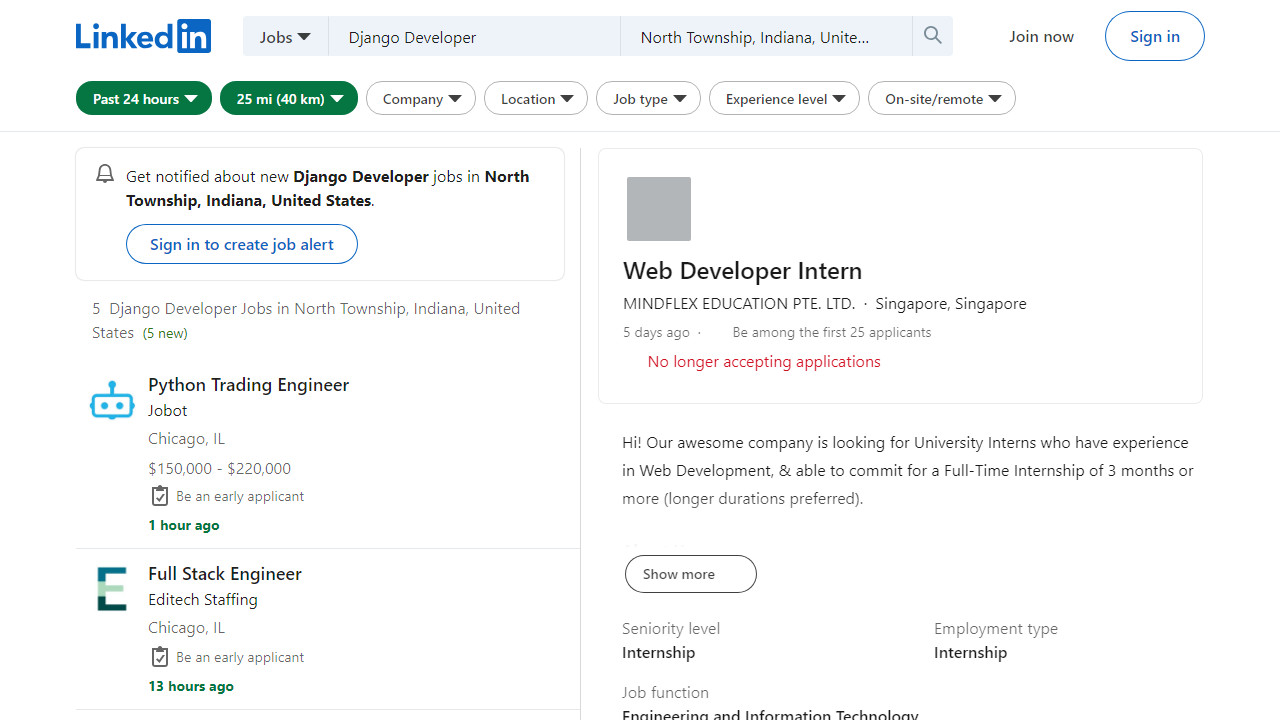 Linked in
Jobs
Django Developer
North Township, Indiana, Unite...
Join now
Sign in
Past 24 hours
25 mi (40 km)
Company
Location
Job type
Experience level
On-site/remote
Get notified about new Django Developer jobs in North
Township, Indiana, United States.
Sign in to create job alert
5 Django Developer Jobs in North Township, Indiana, United
States (5 new)
Python Trading Engineer
Jobot
Chicago, IL
$150,000 - $220,000
Be an early applicant
1 hour ago
Full Stack Engineer
Editech Staffing
Chicago, IL
Be an early applicant
13 hours ago
Web Developer Intern
MINDFLEX EDUCATION PTE. LTD. · Singapore, Singapore
5 days ago · Be among the first 25 applicants
No longer accepting applications
Hi! Our awesome company is looking for University Interns who have experience
in Web Development, & able to commit for a Full-Time Internship of 3 months or
more (longer durations preferred).
Show more
Seniority level
Internship
Employment type
Internship
Job function
Engineering and Information Technology